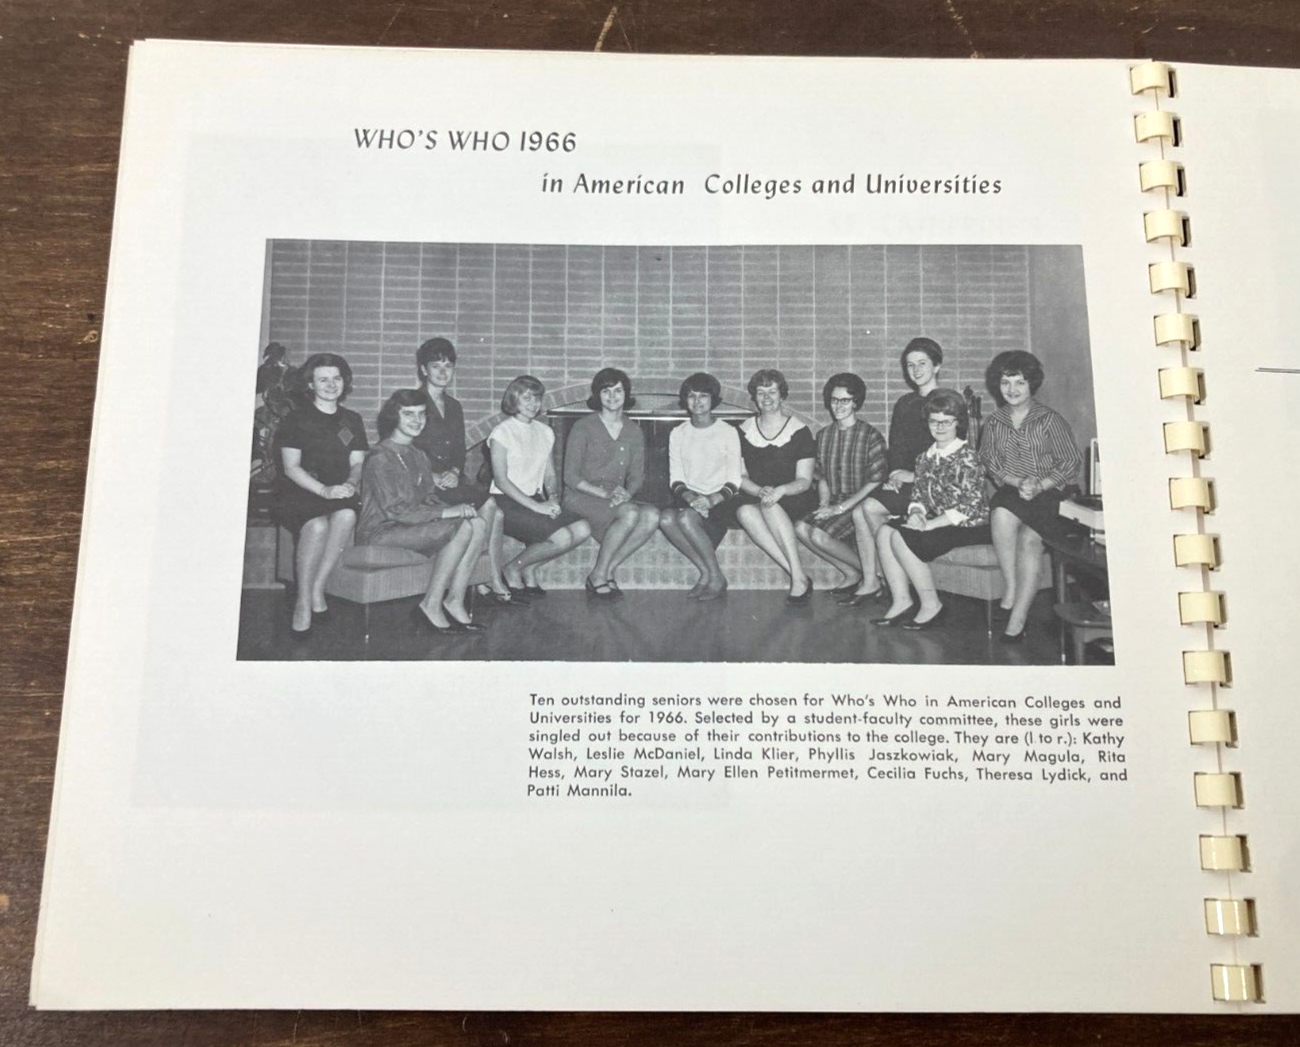 WHO'S WHO 1966
in American Colleges and Universities
Ten outstanding seniors were chosen for Who's Who in American Colleges and
Universities for 1966. Selected by a student-faculty committee, these girls were
singled out because of their contributions to the college. They are (l to r.): Kathy
Walsh, Leslie McDaniel, Linda Klier, Phyllis Jaszkowiak, Mary Magula, Rita
Hess, Mary Stazel, Mary Ellen Petitmermet, Cecilia Fuchs, Theresa Lydick, and
Patti Mannila.